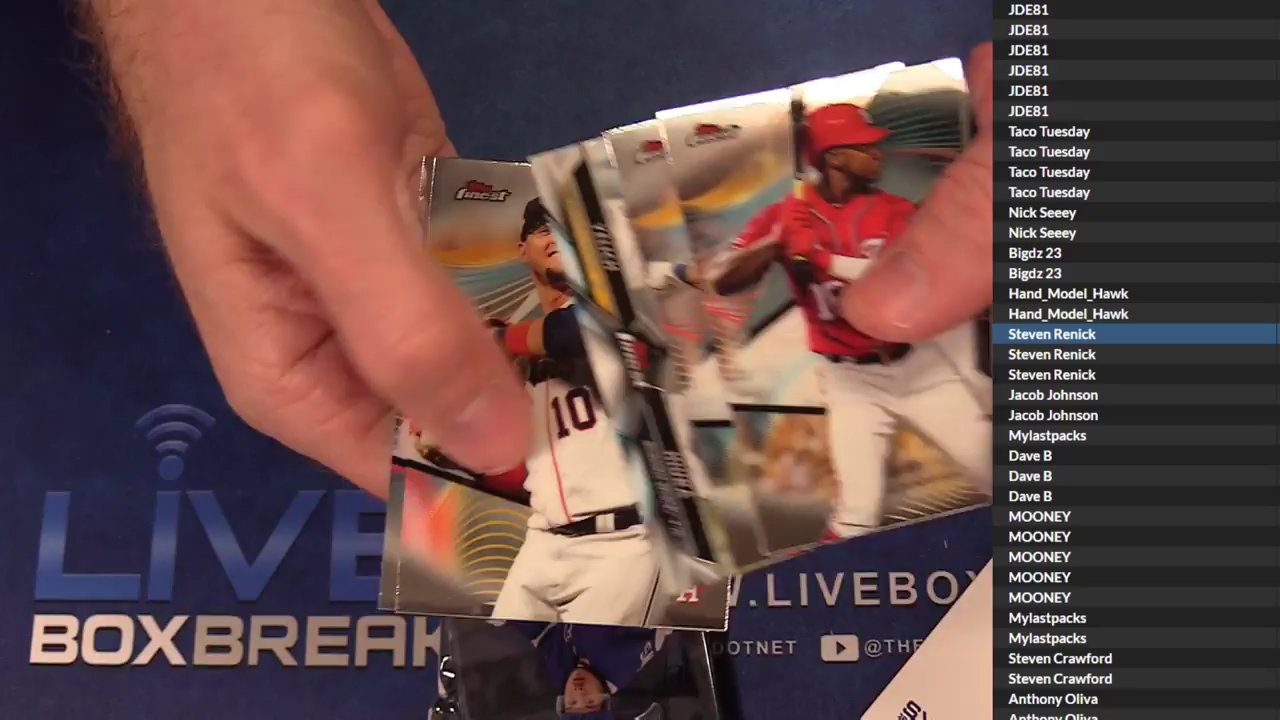 JDE81
JDE81
JDE81
JDE81
JDE81
JDE81
Taco Tuesday
Taco Tuesday
Taco Tuesday
Taco Tuesday
Nick Seeey
Nick Seeey
Bigdz 23
Bigdz 23
Hand_Model_Hawk
Hand_Model_Hawk
Steven Renick
Steven Renick
Steven Renick
Jacob Johnson
Jacob Johnson
Mylastpacks
Dave B
Dave B
Dave B
MOONEY
MOONEY
MOONEY
MOONEY
MOONEY
Mylastpacks
Mylastpacks
Steven Crawford
Steven Crawford
Anthony Oliva
Anthony Oliva
finest
10
LIVE
BOXBREAK
W.LIVEBOX
DOTNET
@THE